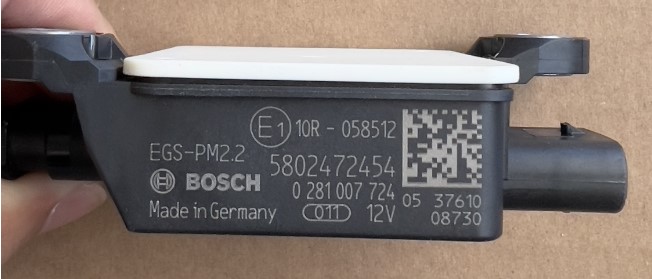 E1 10R - 058512
EGS-PM2.2
5802472454
BOSCH
0 281 007 724
Made in Germany
011 12V
05 37610
08730